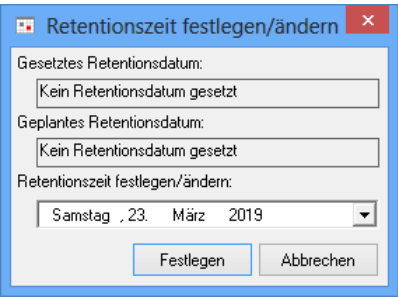 Retentionszeit festlegen/ändern
Gesetztes Retentionsdatum:
Kein Retentionsdatum gesetzt
Geplantes Retentionsdatum:
Kein Retentionsdatum gesetzt
Retentionszeit festlegen/ändern:
Samstag , 23. März 2019
Festlegen Abbrechen